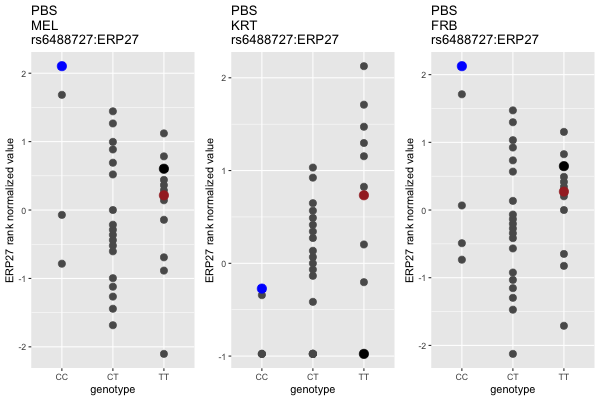 PBS
MEL
rs6488727:ERP27
ERP27 rank normalized value
2
1
0
-1
-2
CC
CT
TT
genotype
PBS
KRT
rs6488727:ERP27
ERP27 rank normalized value
2
1
0
-1
CC
CT
TT
genotype
PBS
FRB
rs6488727:ERP27
ERP27 rank normalized value
2
1
0
-1
-2
CC
CT
TT
genotype